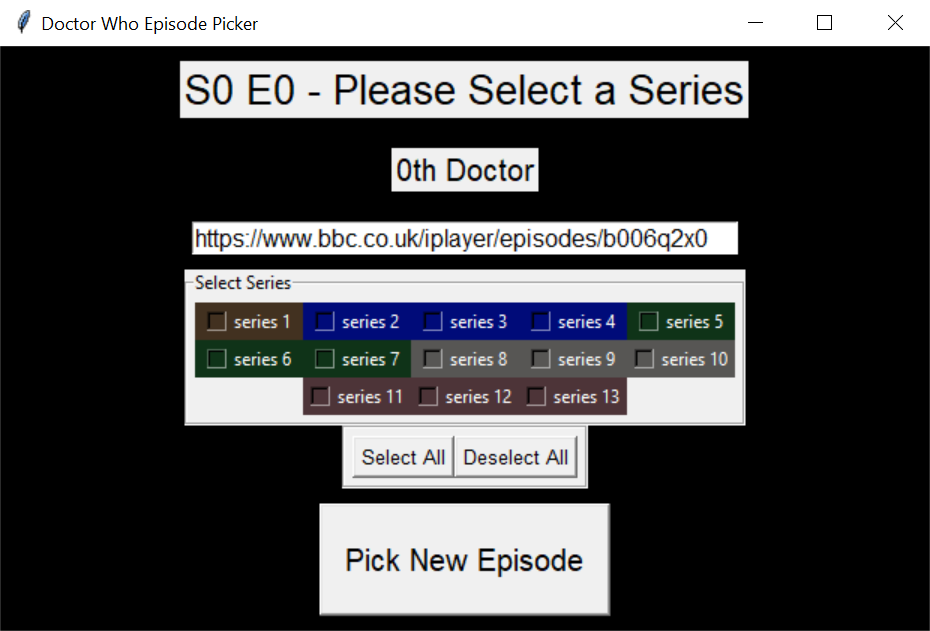 Doctor Who Episode Picker
S0 E0 - Please Select a Series
0th Doctor
https://www.bbc.co.uk/iplayer/episodes/b006q2x0
Select Series
series 1 series 2 series 3 series 4 series 5
series 6 series 7 series 8 series 9 series 10
series 11 series 12 series 13
Select All Deselect All
Pick New Episode